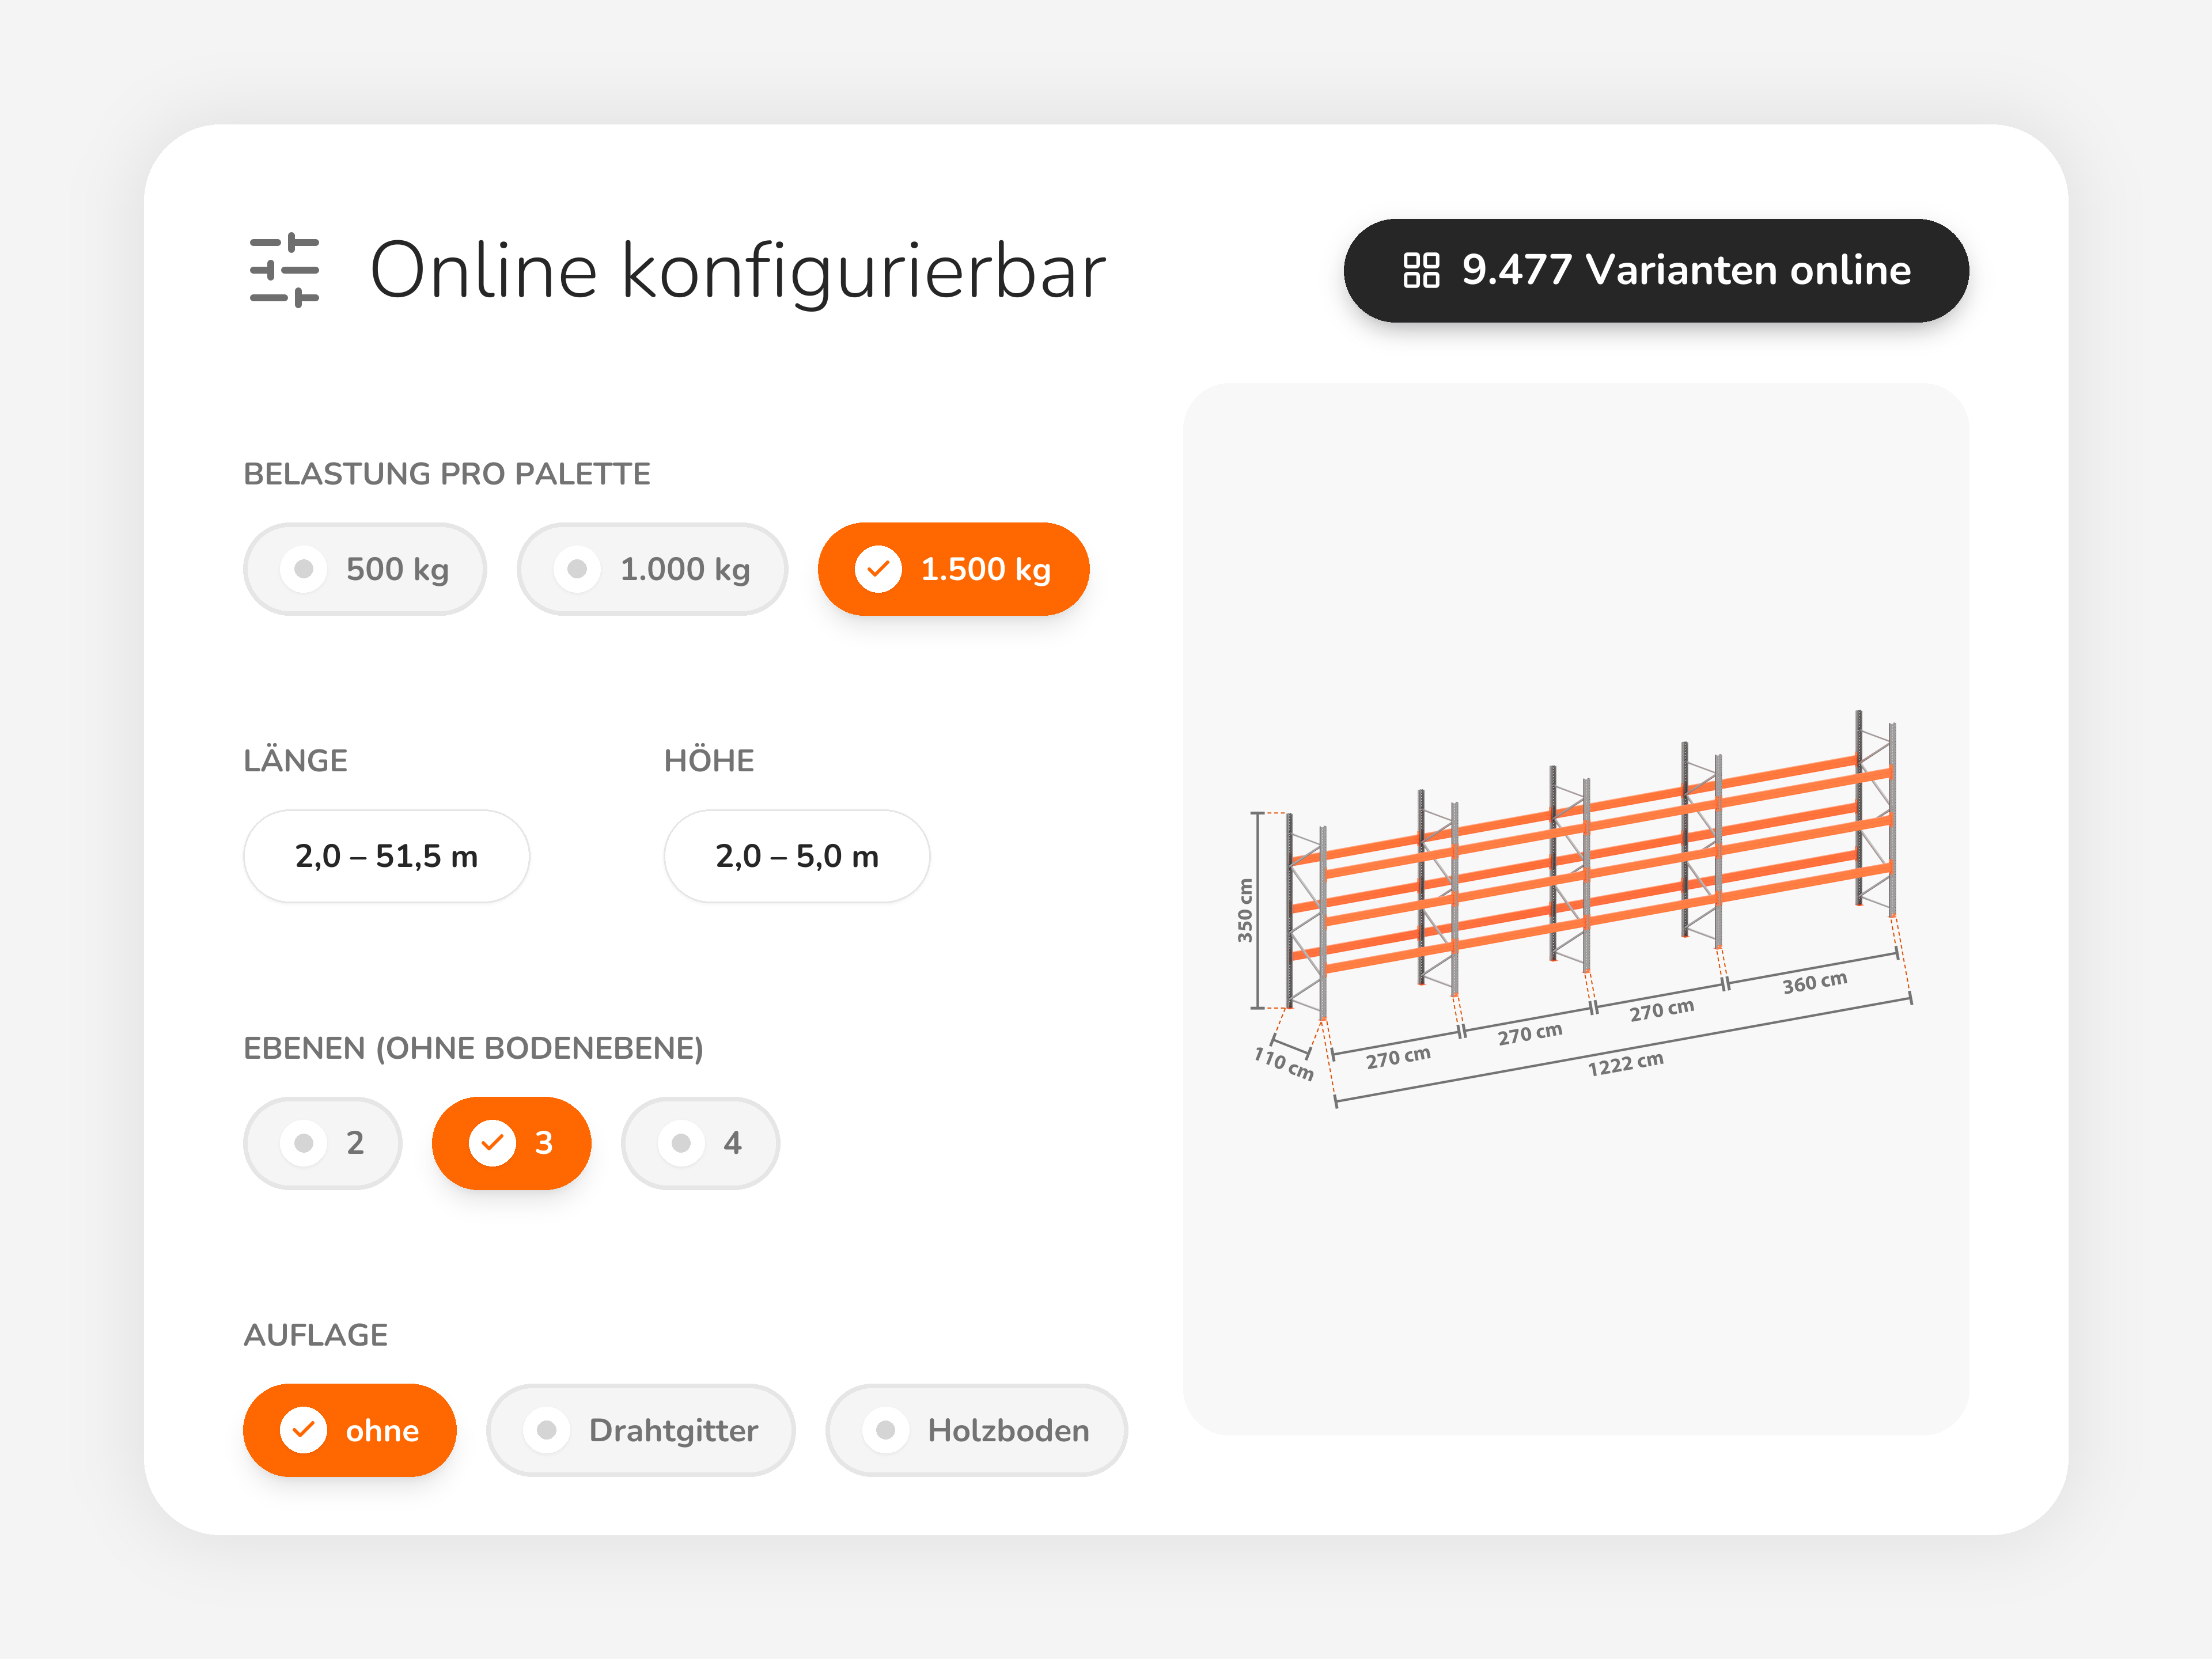 Online konfigurierbar
9.477 Varianten online
BELASTUNG PRO PALETTE
500 kg
1.000 kg
1.500 kg
LÄNGE
HÖHE
2,0 – 51,5 m
2,0 – 5,0 m
EBENEN (OHNE BODENEBENE)
2
3
4
AUFLAGE
ohne
Drahtgitter
Holzboden
350 cm
110 cm
270 cm
270 cm
270 cm
360 cm
1222 cm